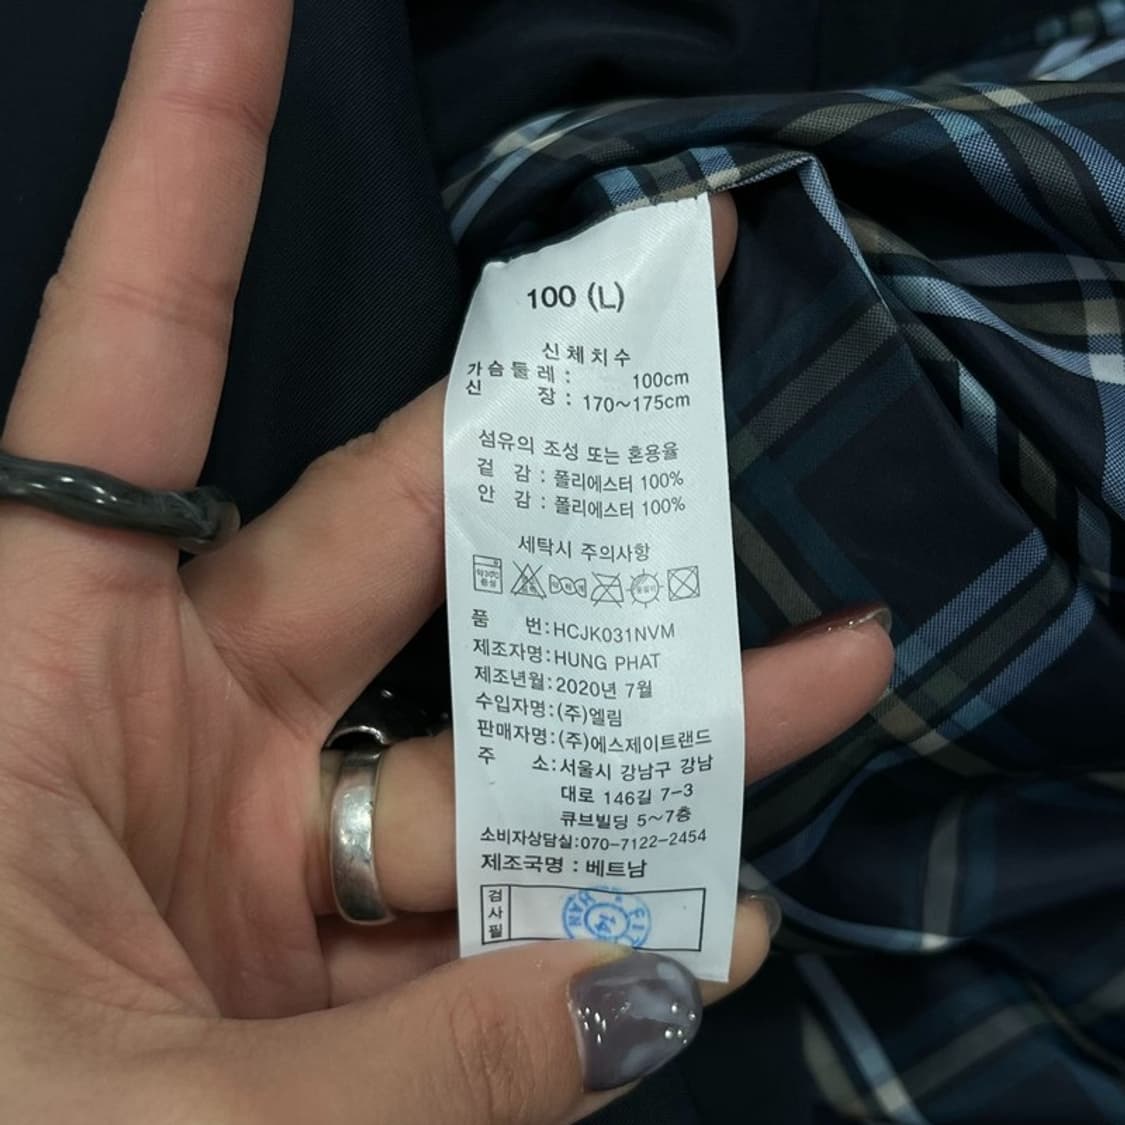 100 (L)
신체치수
가슴둘레 : 100cm
신 장 : 170~175cm
섬유의 조성 또는 혼용율
겉 감 : 폴리에스터 100%
안 감 : 폴리에스터 100%
세탁시 주의사항
약30℃ 중성
품 번:HCJK031NVM
제조자명:HUNG PHAT
제조년월:2020년 7월
수입자명:(주)엘림
판매자명:(주)에스제이트랜드
주 소:서울시 강남구 강남
대로 146길 7-3
큐브빌딩 5~7층
소비자상담실:070-7122-2454
제조국명 : 베트남
검사필
14